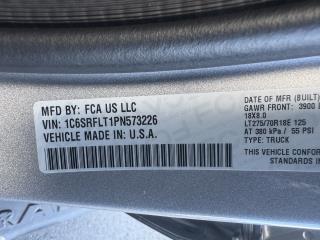 MFD. BY: FCA US LLC
VIN: 1C6SRFLT1PN573226
VEHICLE MADE IN: U.S.A.
DATE OF MFR (BUILT)
GAWR FRONT: 3900
18X8.0
LT275/70R18E 125
AT 380 kPa / 55 PSI
TYPE: TRUCK
THIS VEHICLE CONFOR
STANDARDS IN